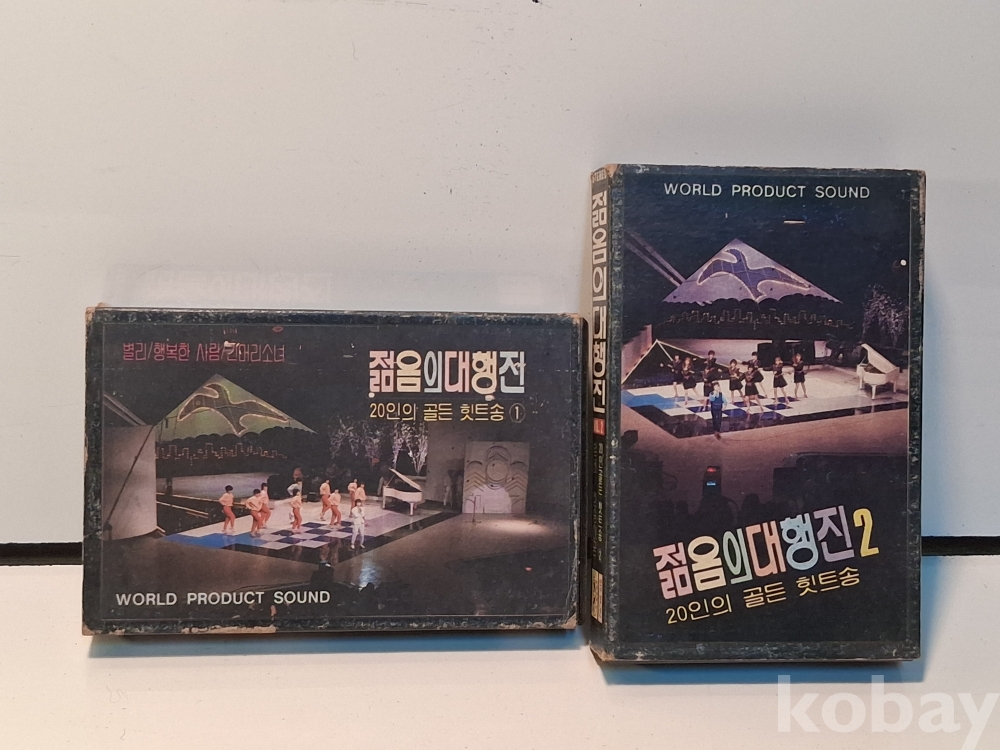 별리/행복한 사람/긴머리소녀
젊음의대행진
20인의 골든 힛트송 ①
WORLD PRODUCT SOUND
WORLD PRODUCT SOUND
젊음의대행진2
20인의 골든 힛트송
젊음의대행진
kobay